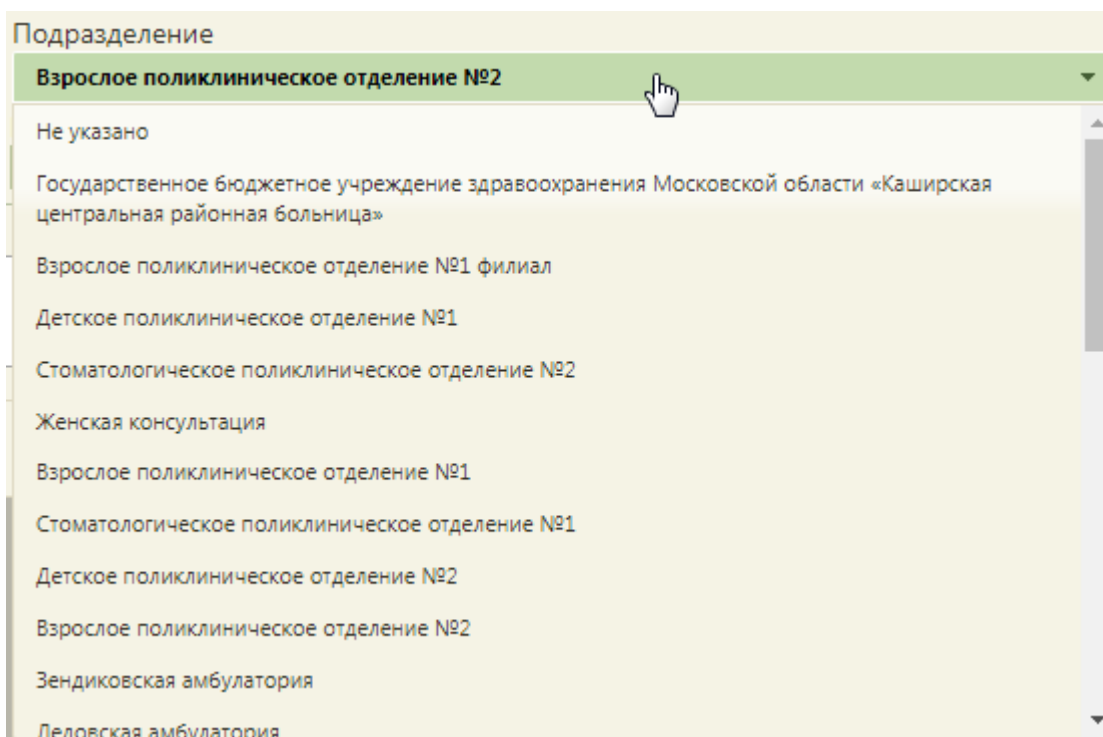 Подразделение
Взрослое поликлиническое отделение №2
Не указано
Государственное бюджетное учреждение здравоохранения Московской области «Каширская
центральная районная больница»
Взрослое поликлиническое отделение №1 филиал
Детское поликлиническое отделение №1
Стоматологическое поликлиническое отделение №2
Женская консультация
Взрослое поликлиническое отделение №1
Стоматологическое поликлиническое отделение №1
Детское поликлиническое отделение №2
Взрослое поликлиническое отделение №2
Зендиковская амбулатория
амбулатория